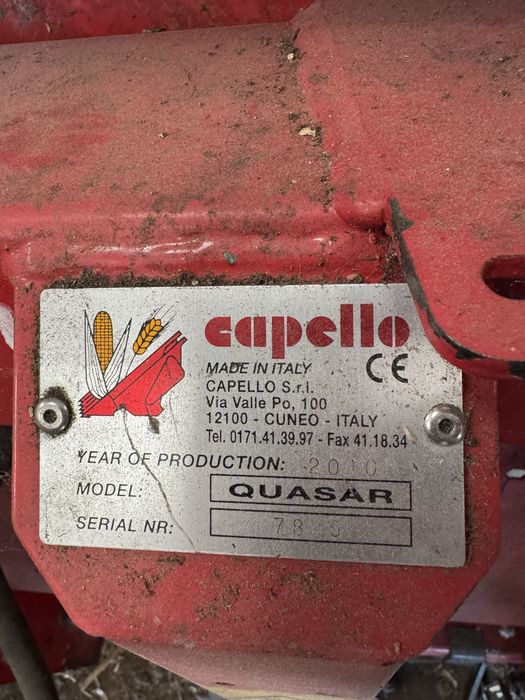 capello
MADE IN ITALY
CE
CAPELLO S.r.l.
Via Valle Po, 100
12100 - CUNEO - ITALY
Tel. 0171.41.39.97 - Fax 41.18.34
YEAR OF PRODUCTION: 2010
MODEL: QUASAR
SERIAL NR: